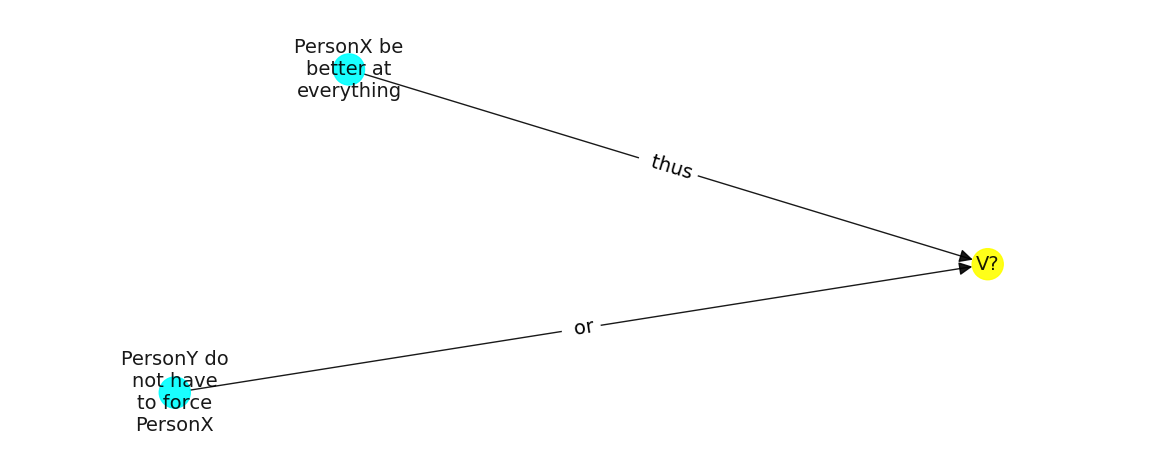 PersonX be
better at
everything
thus
V?
or
PersonY do
not have
to force
PersonX